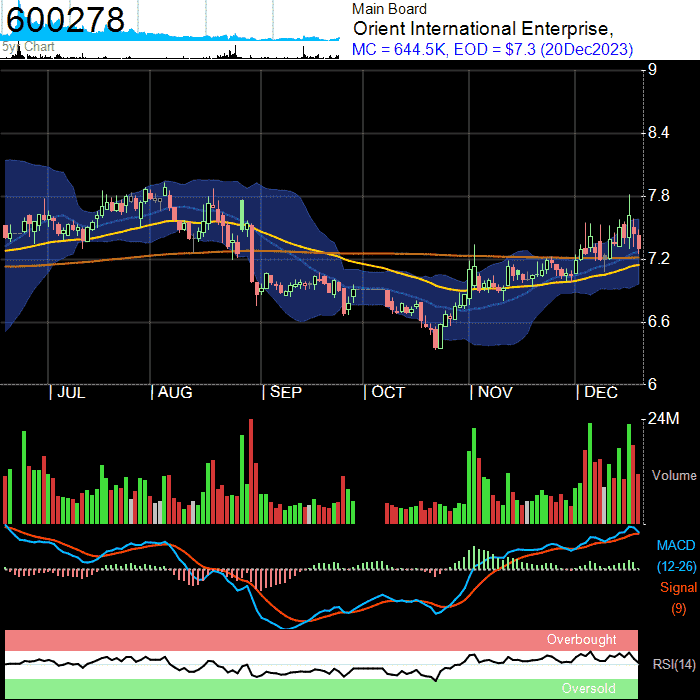 600278
Main Board
Orient International Enterprise,
MC = 644.5K, EOD = $7.3 (20Dec2023)
5yr Chart
9
8.4
7.8
7.2
6.6
6
JUL
AUG
SEP
OCT
NOV
DEC
24M
Volume
MACD
(12-26)
Signal
(9)
Overbought
RSI(14)
Oversold